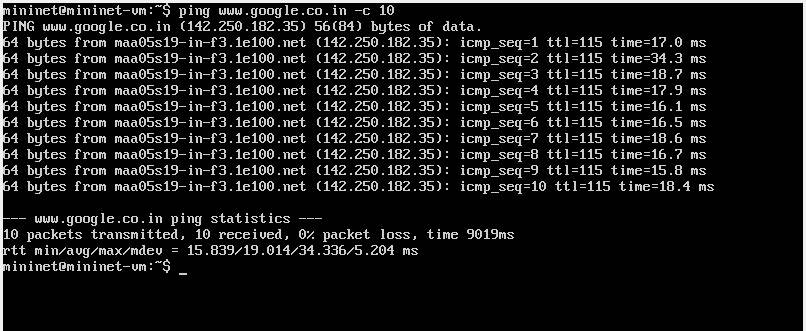 mininet@mininet-vm:~$ ping www.google.co.in -c 10
PING www.google.co.in (142.250.182.35) 56(84) bytes of data.
64 bytes from maa05s19-in-f3.1e100.net (142.250.182.35): icmp_seq=1 ttl=115 time=17.0 ms
64 bytes from maa05s19-in-f3.1e100.net (142.250.182.35): icmp_seq=2 ttl=115 time=34.3 ms
64 bytes from maa05s19-in-f3.1e100.net (142.250.182.35): icmp_seq=3 ttl=115 time=18.7 ms
64 bytes from maa05s19-in-f3.1e100.net (142.250.182.35): icmp_seq=4 ttl=115 time=17.9 ms
64 bytes from maa05s19-in-f3.1e100.net (142.250.182.35): icmp_seq=5 ttl=115 time=16.1 ms
64 bytes from maa05s19-in-f3.1e100.net (142.250.182.35): icmp_seq=6 ttl=115 time=16.5 ms
64 bytes from maa05s19-in-f3.1e100.net (142.250.182.35): icmp_seq=7 ttl=115 time=18.6 ms
64 bytes from maa05s19-in-f3.1e100.net (142.250.182.35): icmp_seq=8 ttl=115 time=16.7 ms
64 bytes from maa05s19-in-f3.1e100.net (142.250.182.35): icmp_seq=9 ttl=115 time=15.8 ms
64 bytes from maa05s19-in-f3.1e100.net (142.250.182.35): icmp_seq=10 ttl=115 time=18.4 ms
--- www.google.co.in ping statistics ---
10 packets transmitted, 10 received, 0% packet loss, time 9019ms
rtt min/avg/max/mdev = 15.839/19.014/34.336/5.204 ms
mininet@mininet-vm:~$ _